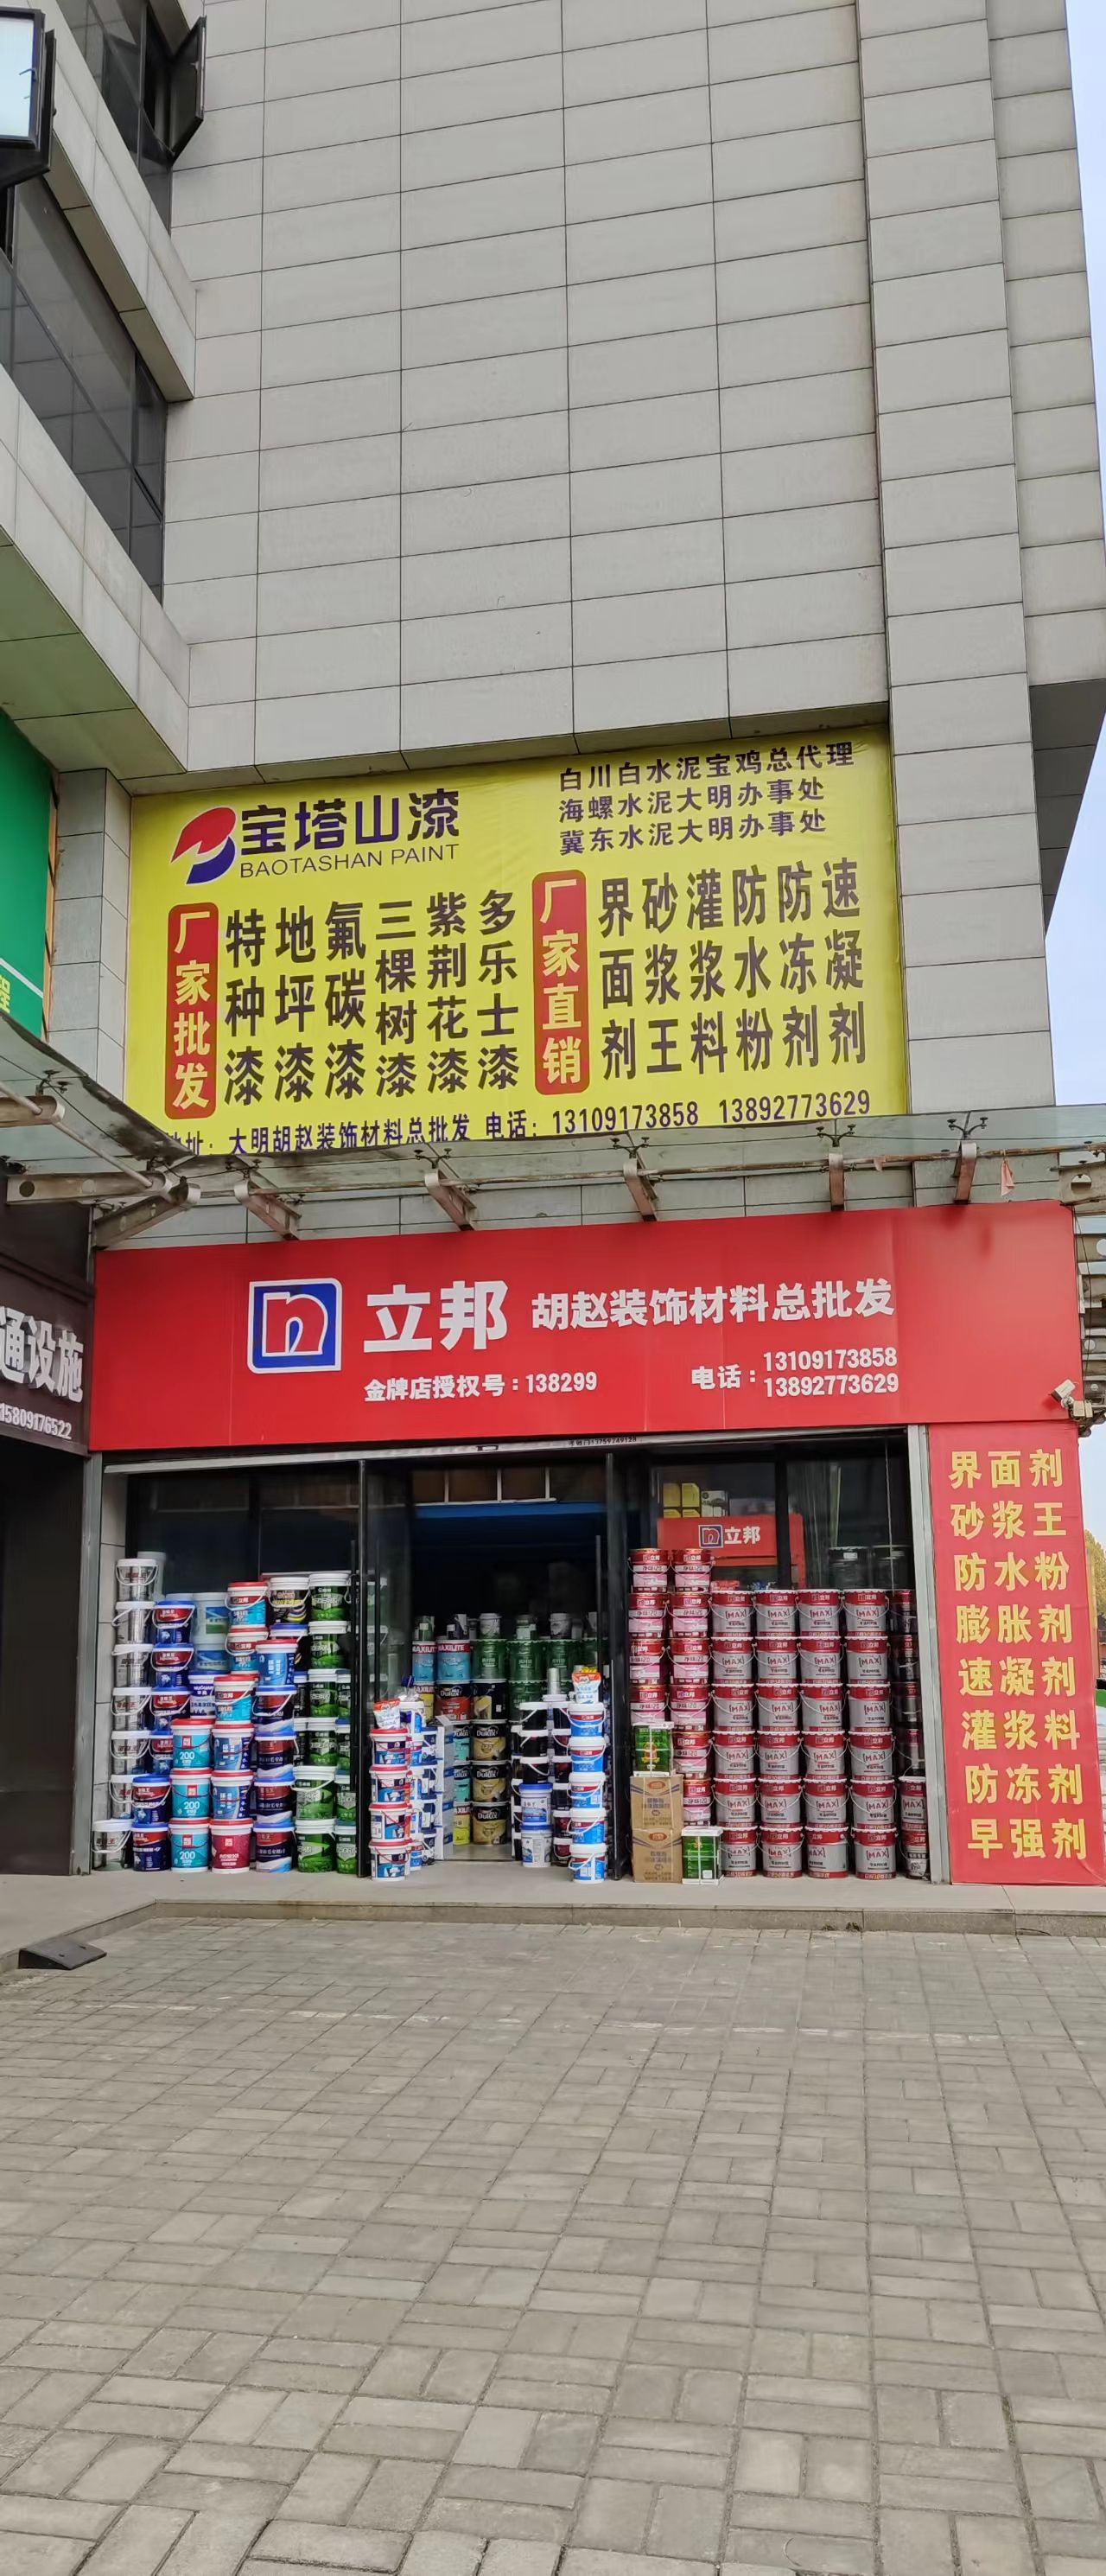 宝塔山漆
BAOTASHAN PAINT
白川白水泥宝鸡总代理
海螺水泥大明办事处
冀东水泥大明办事处
厂家批发
特种漆
地坪漆
氟碳漆
三棵树漆
紫荆花漆
多乐士漆
厂家直销
界面剂
砂浆王
灌浆料
防水粉
防冻剂
速凝剂
地址：大明胡赵装饰材料总批发 电话：13109173858 13892773629
立邦 胡赵装饰材料总批发
金牌店授权号：138299
电话：13109173858
13892773629
通设施
15809176522
程
立邦
界面剂
砂浆王
防水粉
膨胀剂
速凝剂
灌浆料
防冻剂
早强剂
MAX
200
Dulux
MAXILITE